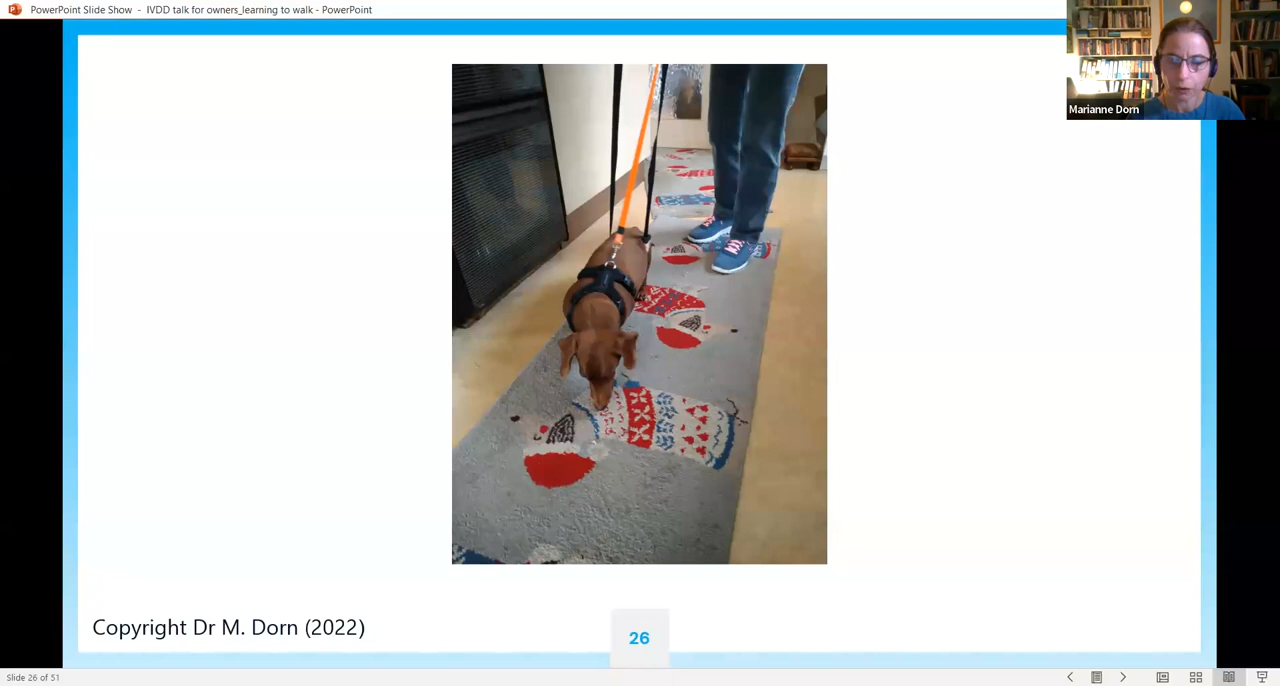 PowerPoint Slide Show - IVDD talk for owners_learning to walk - PowerPoint
Marianne Dorn
Copyright Dr M. Dorn (2022)
26
Slide 26 of 51